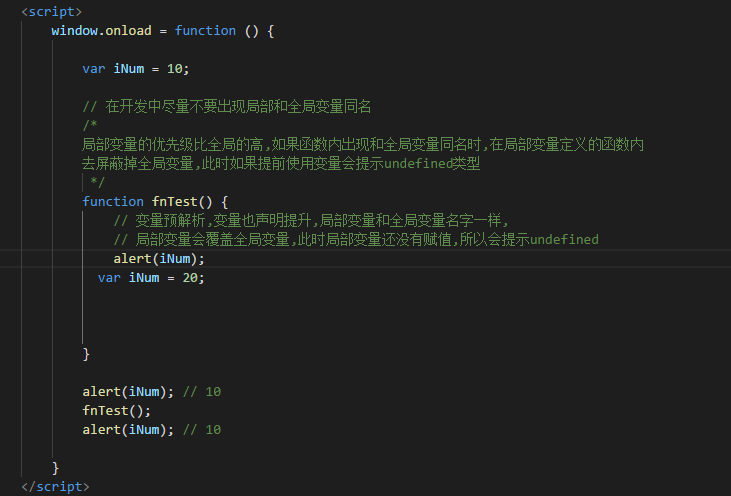 <script>
window.onload = function () {
var iNum = 10;
// 在开发中尽量不要出现局部和全局变量同名
/*
局部变量的优先级比全局的高,如果函数内出现和全局变量同名时,在局部变量定义的函数内
去屏蔽掉全局变量,此时如果提前使用变量会提示undefined类型
*/
function fnTest() {
// 变量预解析,变量也声明提升,局部变量和全局变量名字一样,
// 局部变量会覆盖全局变量,此时局部变量还没有赋值,所以会提示undefined
alert(iNum);
var iNum = 20;
}
alert(iNum); // 10
fnTest();
alert(iNum); // 10
}
</script>